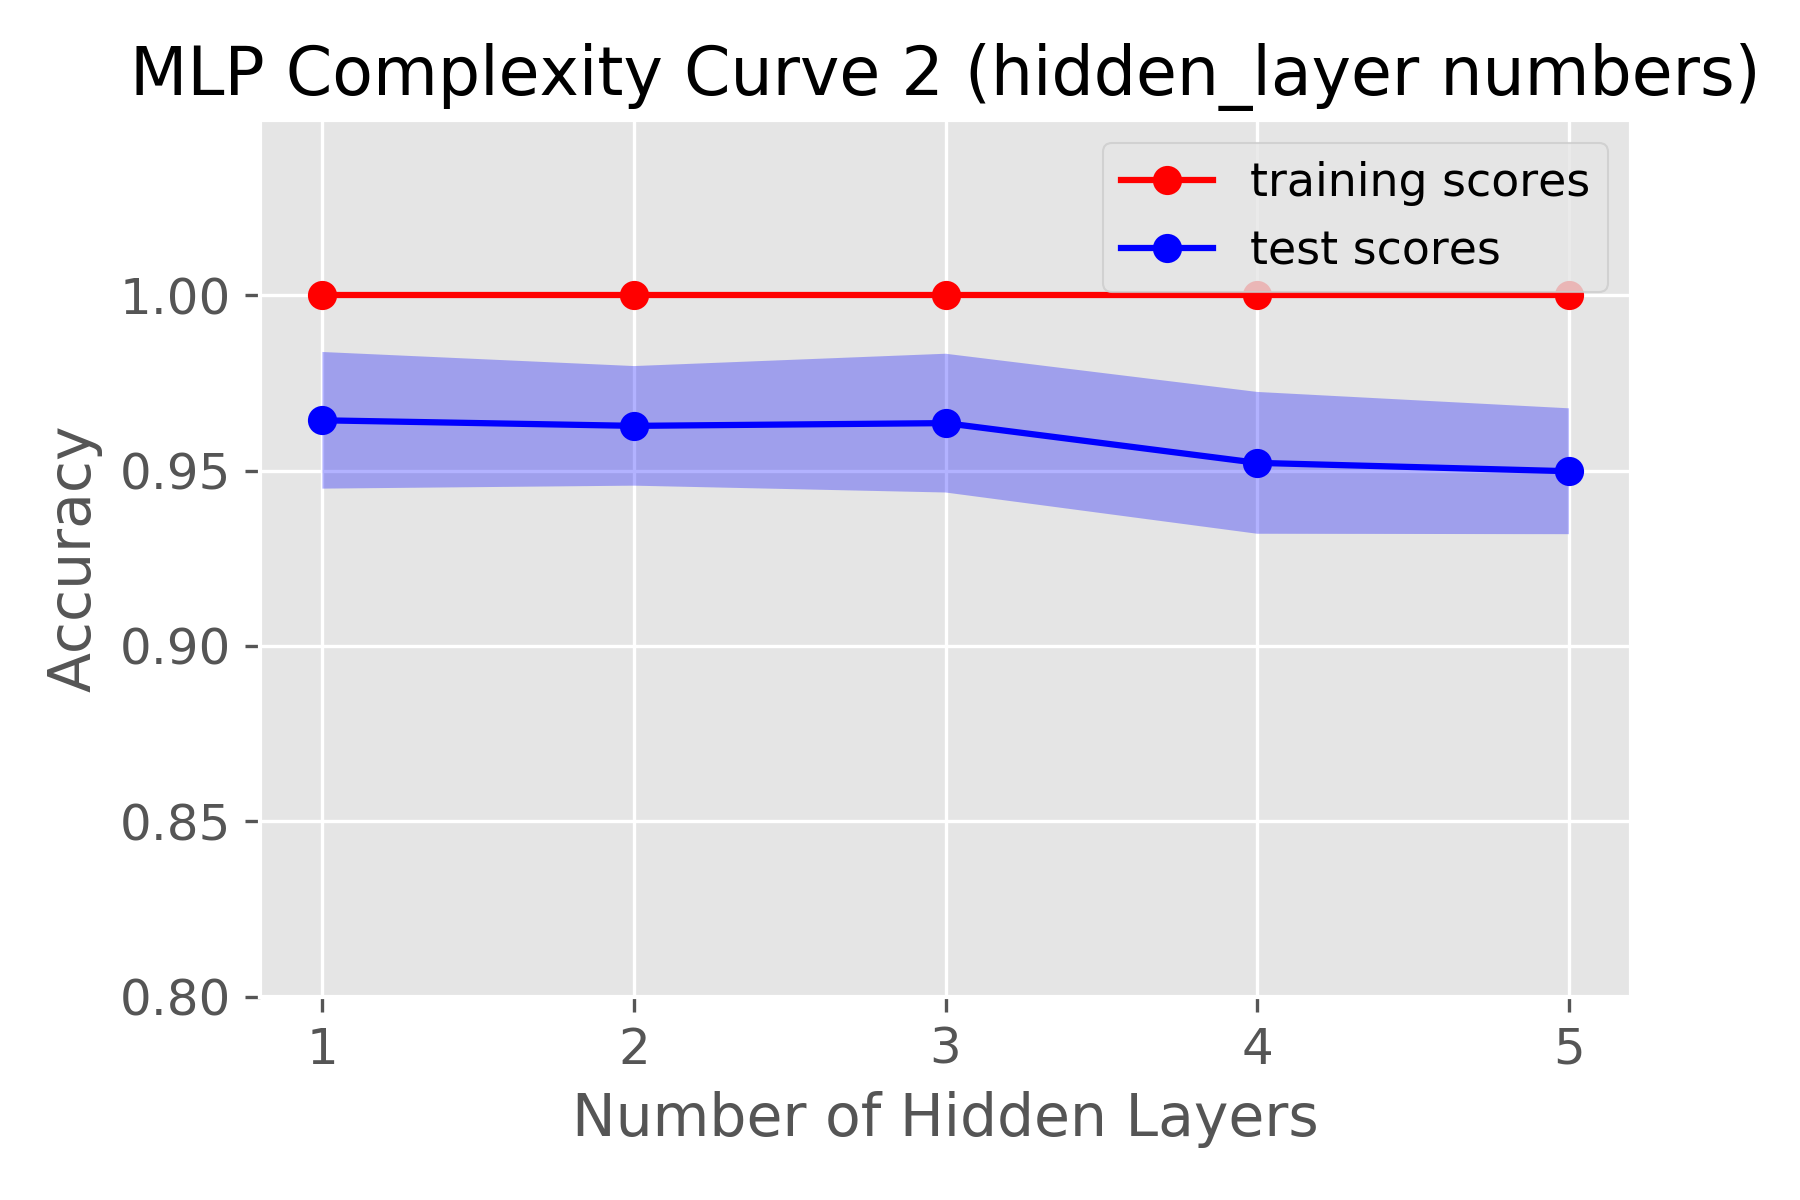 MLP Complexity Curve 2 (hidden_layer numbers)
training scores
test scores
1.00
0.95
0.90
0.85
0.80
Accuracy
1 2 3 4 5
Number of Hidden Layers